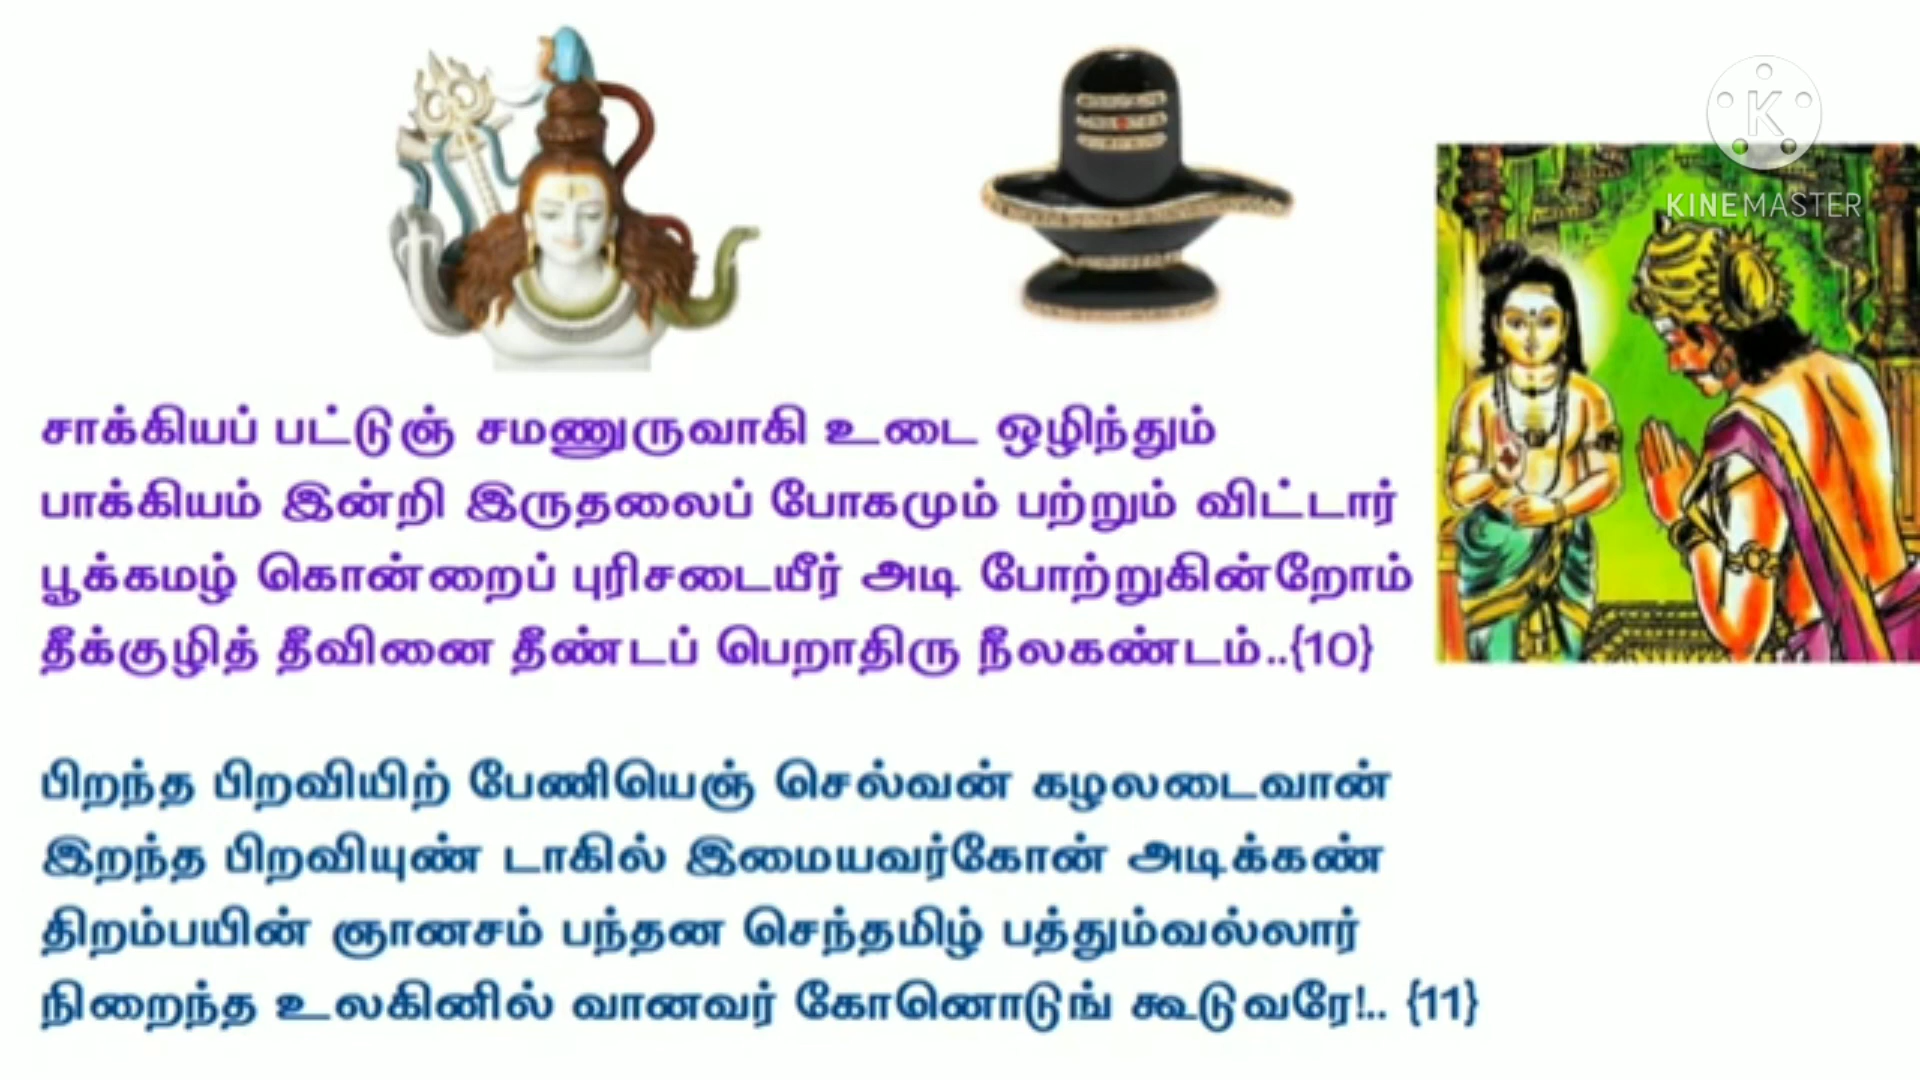 KINEMASTER
சாக்கியப் பட்டுஞ் சமணுருவாகி உடை ஒழிந்தும்
பாக்கியம் இன்றி இருதலைப் போகமும் பற்றும் விட்டார்
பூக்கமழ் கொன்றைப் புரிசடையீர் அடி போற்றுகின்றோம்
தீக்குழித் தீவினை தீண்டப் பெறாதிரு நீலகண்டம்..{10}
பிறந்த பிறவியிற் பேணியெஞ் செல்வன் கழலடைவான்
இறந்த பிறவியுண் டாகில் இமையவர்கோன் அடிக்கண்
திறம்பயின் ஞானசம் பந்தன செந்தமிழ் பத்தும்வல்லார்
நிறைந்த உலகினில் வானவர் கோனொடுங் கூடுவரே!.. {11}